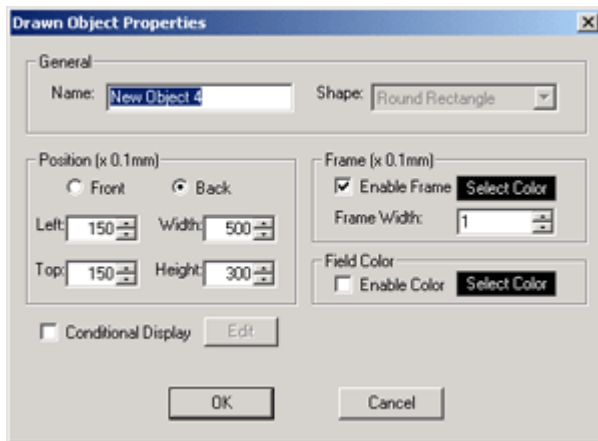 Drawn Object Properties
General
Name: New Object 4 Shape: Round Rectangle
Position (x 0.1mm)
Front Back
Left: 150 Width: 500
Top: 150 Height: 300
Frame (x 0.1mm)
Enable Frame Select Color
Frame Width: 1
Field Color
Enable Color Select Color
Conditional Display Edit
OK Cancel